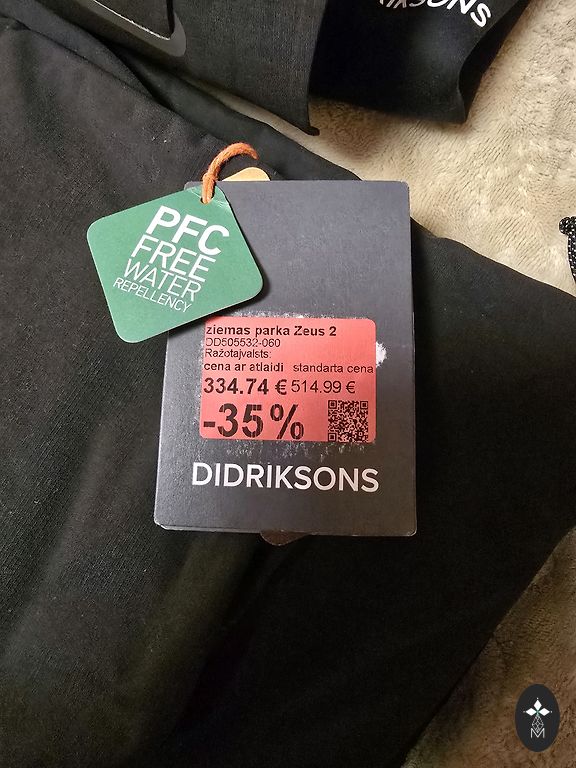 RIKSONS
PFC
FREE
WATER
REPELLENCY
ziemas parka Zeus 2
DD505532-060
Ražotajvalsts:
cena ar atlaidi standarta cena
334.74 € 514.99 €
-35%
DIDRIKSONS
M